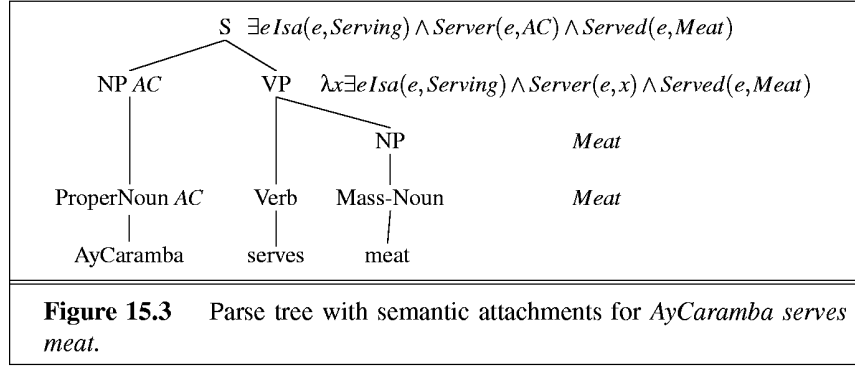 S ∃eIsa(e,Serving)∧Server(e,AC)∧Served(e,Meat)
NP AC VP λx∃eIsa(e,Serving)∧Server(e,x)∧Served(e,Meat)
NP Meat
ProperNoun AC Verb Mass-Noun Meat
AyCaramba serves meat
Figure 15.3 Parse tree with semantic attachments for AyCaramba serves
meat.